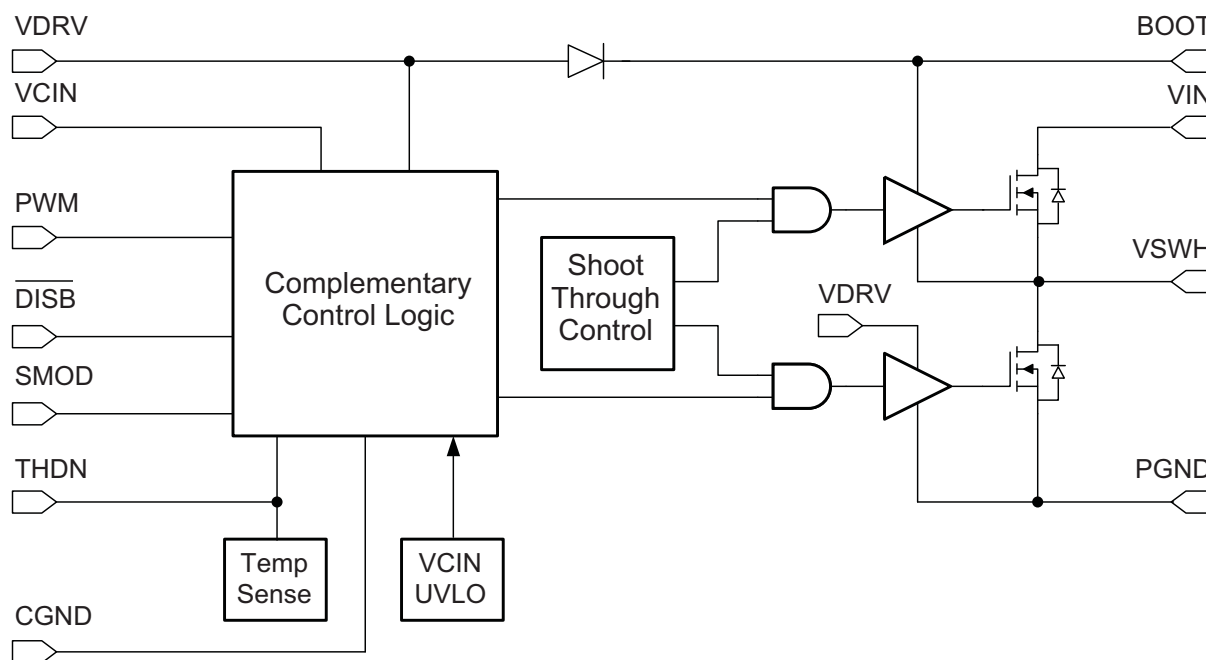 VDRV
BOOT
VCIN
VIN
PWM
DISB
SMOD
THDN
CGND
Complementary
Control Logic
Shoot
Through
Control
VDRV
VSWH
PGND
Temp
Sense
VCIN
UVLO